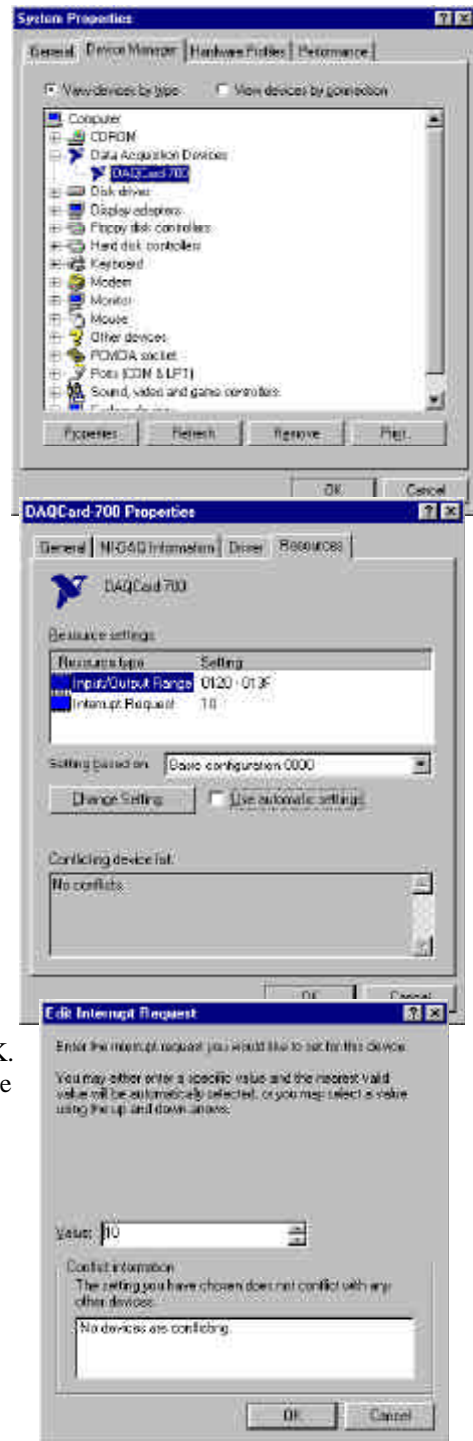 System Properties
General Device Manager Hardware Profiles Performance
View devices by type View devices by connection
Computer
CDROM
Data Acquisition Devices
DAQCard-700
Disk drives
Display adapters
Floppy disk controllers
Hard disk controllers
Keyboard
Modem
Monitor
Mouse
Other devices
PCMCIA socket
Ports (COM & LPT)
Sound, video and game controllers
System devices
Properties Refresh Remove Print...
OK Cancel
DAQCard-700 Properties
General NI-DAQ Information Driver Resources
DAQCard-700
Resource settings:
Resource type Setting
Input/Output Range 0120 - 013F
Interrupt Request 10
Setting based on: Basic configuration 0000
Change Setting... Use automatic settings
Conflicting device list:
No conflicts.
OK Cancel
Edit Interrupt Request
K.
Enter the interrupt request you would like to set for this device.
e
You may either enter a specific value and the nearest valid
value will be automatically selected, or you may select a value
using the up and down arrows.
Value: 10
Conflict information
The setting you have chosen does not conflict with any
other devices.
No devices are conflicting.
OK Cancel